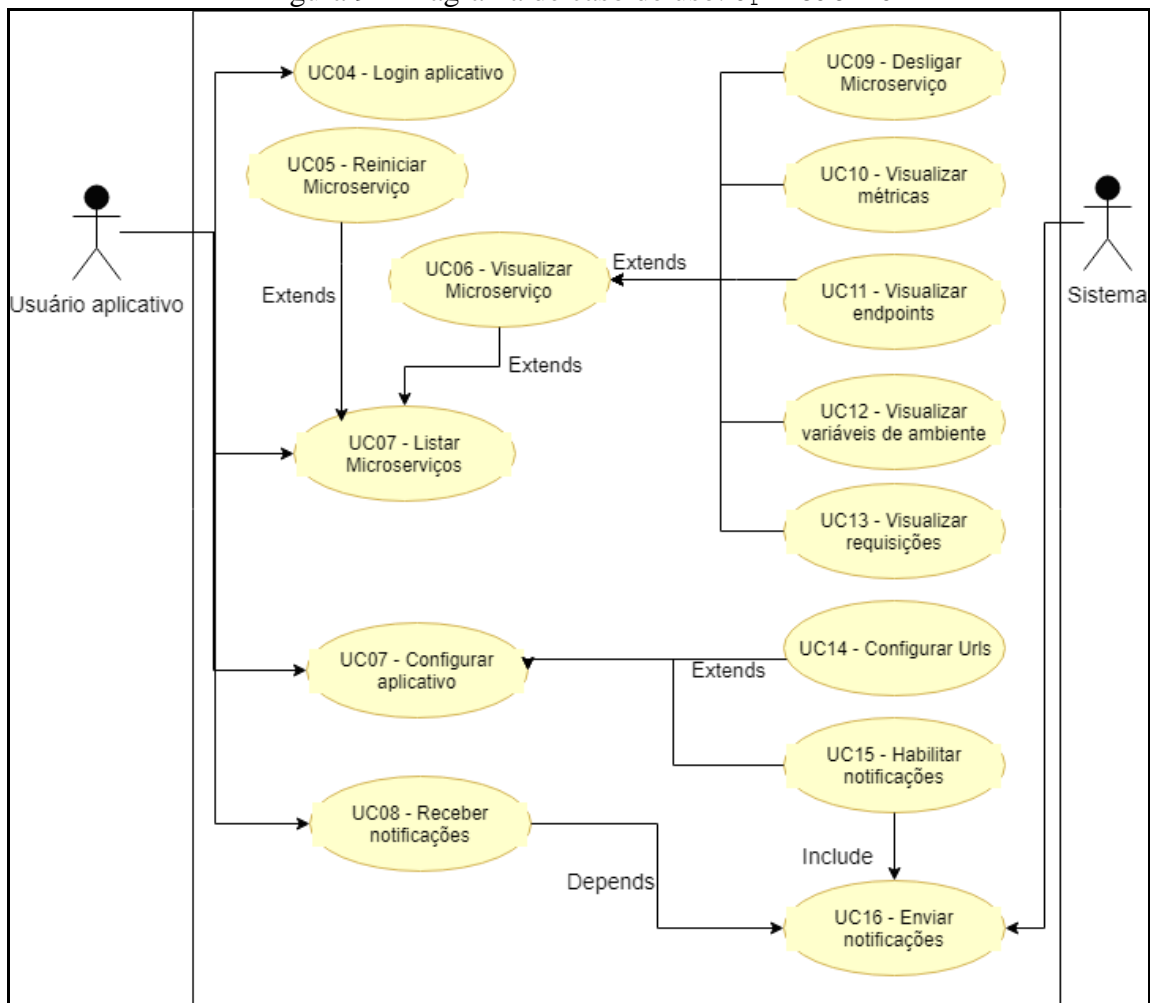 UC04 - Login aplicativo
UC09 - Desligar
Microserviço
UC05 - Reiniciar
Microserviço
UC10 - Visualizar
métricas
UC06 - Visualizar
Microserviço
Extends
UC11 - Visualizar
endpoints
Usuário aplicativo
Extends
Sistema
Extends
UC07 - Listar
Microserviços
UC12 - Visualizar
variáveis de ambiente
UC13 - Visualizar
requisições
UC07 - Configurar
aplicativo
Extends
UC14 - Configurar Urls
UC15 - Habilitar
notificações
UC08 - Receber
notificações
Include
Depends
UC16 - Enviar
notificações